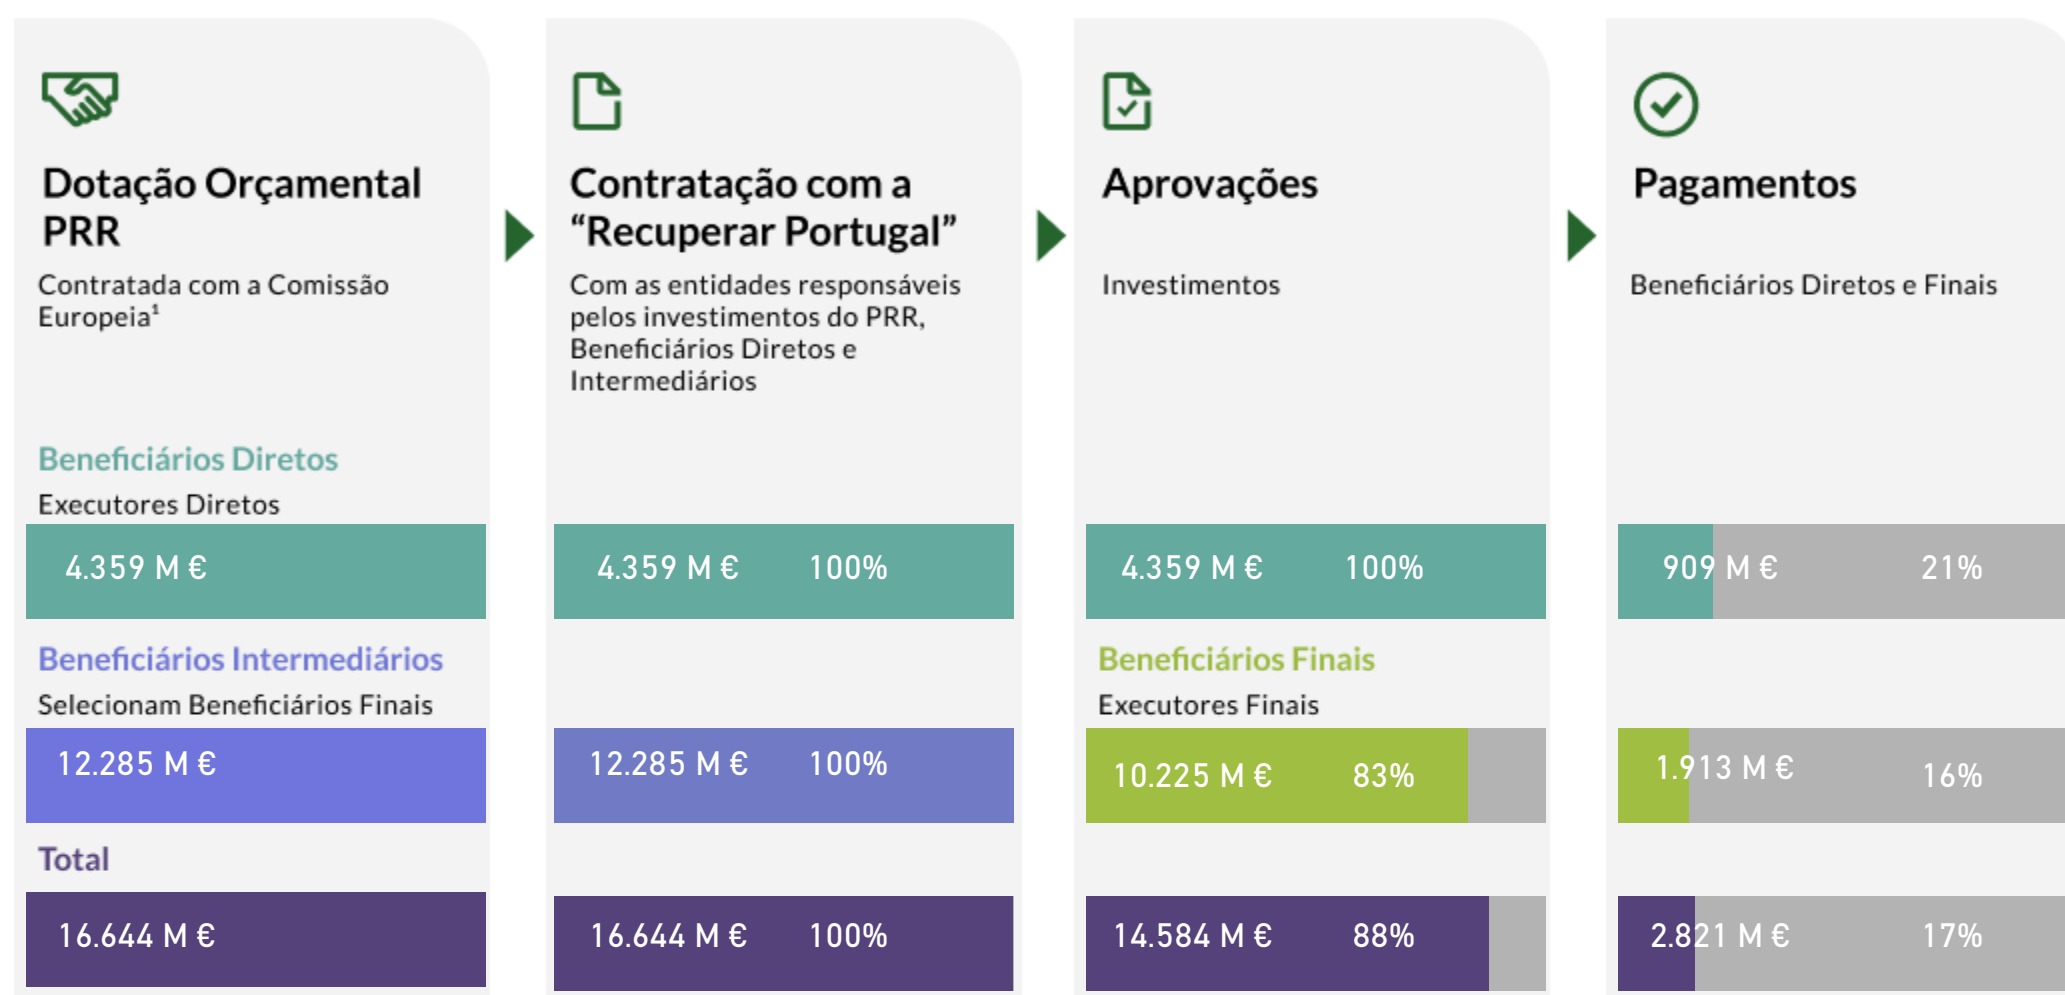 Dotação Orçamental
PRR
Contratada com a Comissão
Europeia¹
Contratação com a
“Recuperar Portugal”
Com as entidades responsáveis
pelos investimentos do PRR,
Beneficiários Diretos e
Intermediários
Aprovações
Investimentos
Pagamentos
Beneficiários Diretos e Finais
Beneficiários Diretos
Executores Diretos
4.359 M €
4.359 M € 100%
4.359 M € 100%
909 M € 21%
Beneficiários Intermediários
Selecionam Beneficiários Finais
Beneficiários Finais
Executores Finais
12.285 M €
12.285 M € 100%
10.225 M € 83%
1.913 M € 16%
Total
16.644 M €
16.644 M € 100%
14.584 M € 88%
2.821 M € 17%